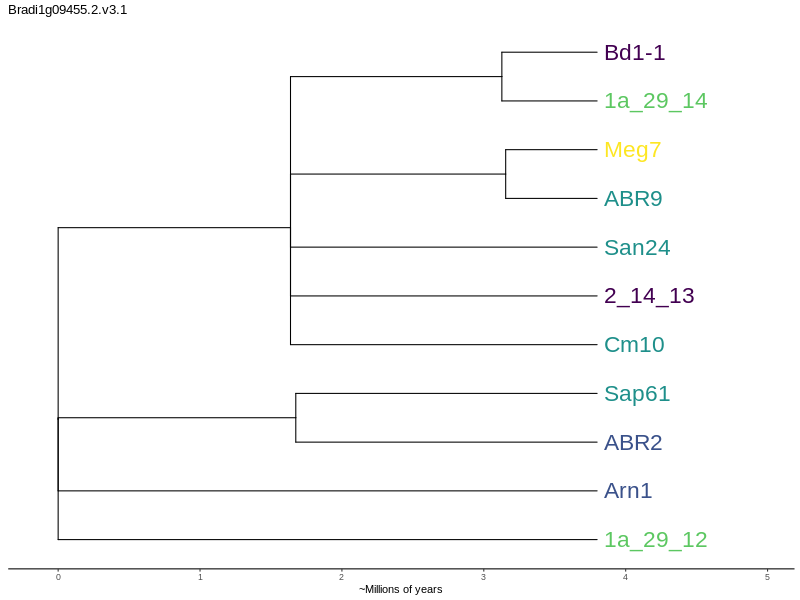 Bradi1g09455.2.v3.1
Bd1-1
1a_29_14
Meg7
ABR9
San24
2_14_13
Cm10
Sap61
ABR2
Arn1
1a_29_12
0 1 2 3 4 5
~Millions of years